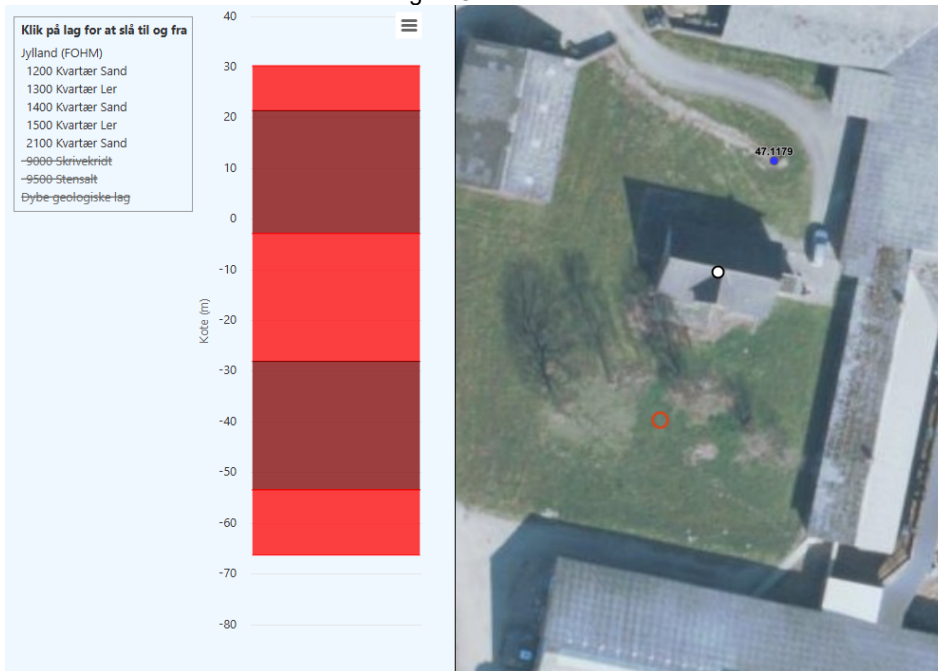 Klik på lag for at slå til og fra
Jylland (FOHM)
1200 Kvartær Sand
1300 Kvartær Ler
1400 Kvartær Sand
1500 Kvartær Ler
2100 Kvartær Sand
9000 Skrivekridt
9500 Stensalt
Dybe geologiske lag
Kote (m)
40
30
20
10
0
-10
-20
-30
-40
-50
-60
-70
-80
47.1179